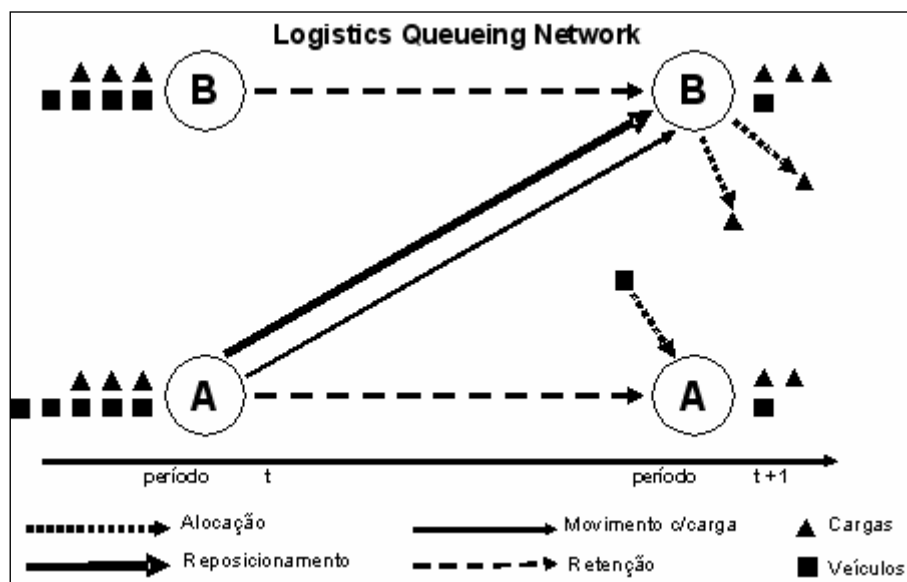 Logistics Queueing Network
B B
A A
período t período t+1
Alocação Movimento c/carga Cargas
Reposicionamento Retenção Veículos